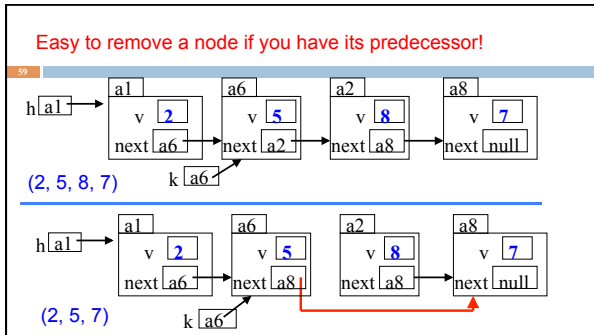 Easy to remove a node if you have its predecessor!
59
a1 a6 a2 a8
h a1 v 2 v 5 v 8 v 7
next a6 next a2 next a8 next null
(2, 5, 8, 7) k a6
a1 a6 a2 a8
h a1 v 2 v 5 v 8 v 7
next a6 next a8 next a8 next null
(2, 5, 7) k a6